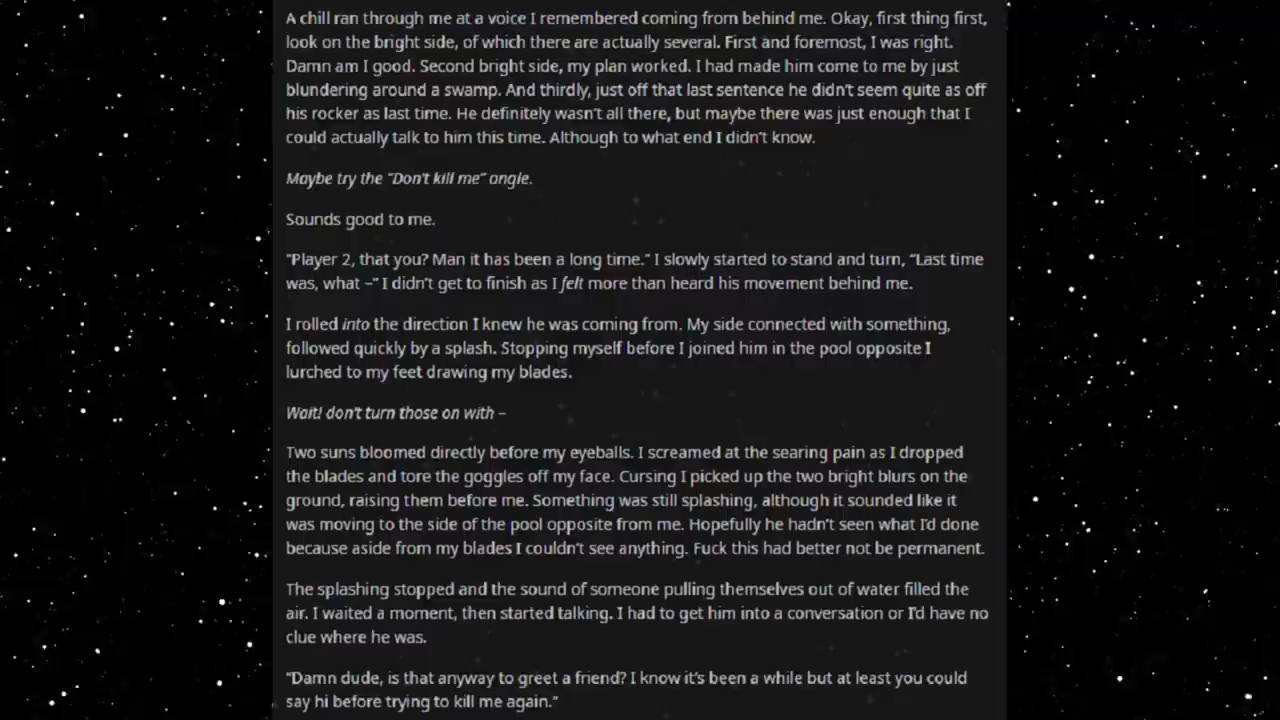 A chill ran through me at a voice I remembered coming from behind me. Okay, first thing first,
look on the bright side, of which there are actually several. First and foremost, I was right.
Damn am I good. Second bright side, my plan worked. I had made him come to me by just
blundering around a swamp. And thirdly, just off that last sentence he didn't seem quite as off
his rocker as last time. He definitely wasn't all there, but maybe there was just enough that I
could actually talk to him this time. Although to what end I didn't know.
Maybe try the “Don't kill me” angle.
Sounds good to me.
“Player 2, that you? Man it has been a long time.” I slowly started to stand and turn, “Last time
was, what –” I didn't get to finish as I felt more than heard his movement behind me.
I rolled into the direction I knew he was coming from. My side connected with something,
followed quickly by a splash. Stopping myself before I joined him in the pool opposite I
lurched to my feet drawing my blades.
Wait! don't turn those on with –
Two suns bloomed directly before my eyeballs. I screamed at the searing pain as I dropped
the blades and tore the goggles off my face. Cursing I picked up the two bright blurs on the
ground, raising them before me. Something was still splashing, although it sounded like it
was moving to the side of the pool opposite from me. Hopefully he hadn't seen what I'd done
because aside from my blades I couldn't see anything. Fuck this had better not be permanent.
The splashing stopped and the sound of someone pulling themselves out of water filled the
air. I waited a moment, then started talking. I had to get him into a conversation or I'd have no
clue where he was.
“Damn dude, is that anyway to greet a friend? I know it's been a while but at least you could
say hi before trying to kill me again.”